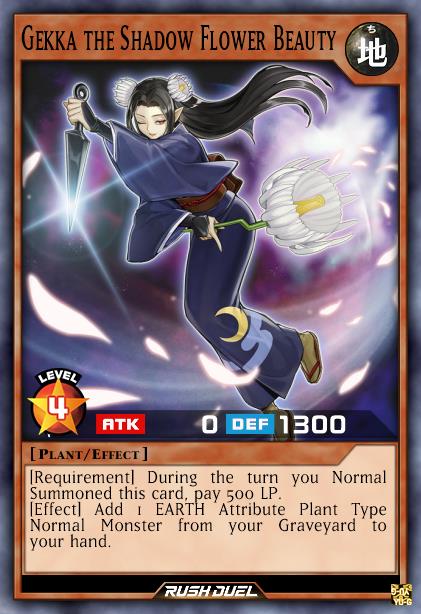 Gekka the Shadow Flower Beauty
ち
地
LEVEL
4
ATK 0 DEF 1300
[Plant/Effect]
[Requirement] During the turn you Normal
Summoned this card, pay 500 LP.
[Effect] Add 1 EARTH Attribute Plant Type
Normal Monster from your Graveyard to
your hand.
RUSH DUEL